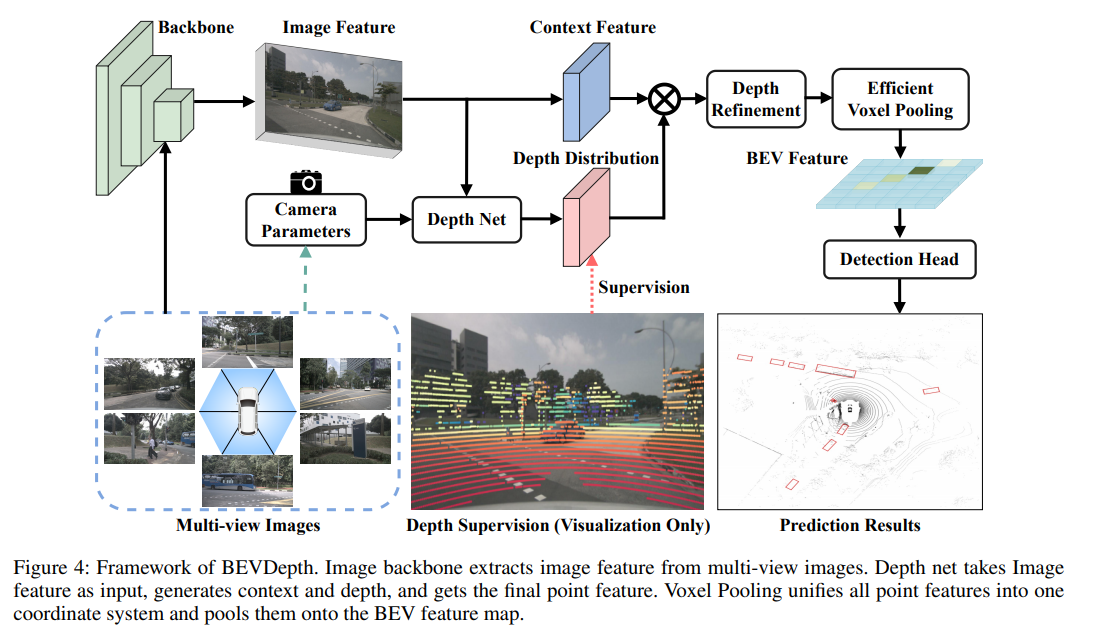 Backbone
Image Feature
Context Feature
Depth
Refinement
Efficient
Voxel Pooling
Depth Distribution
BEV Feature
Camera
Parameters
Depth Net
Detection Head
Supervision
Multi-view Images
Depth Supervision (Visualization Only)
Prediction Results
Figure 4: Framework of BEVDepth. Image backbone extracts image feature from multi-view images. Depth net takes Image
feature as input, generates context and depth, and gets the final point feature. Voxel Pooling unifies all point features into one
coordinate system and pools them onto the BEV feature map.